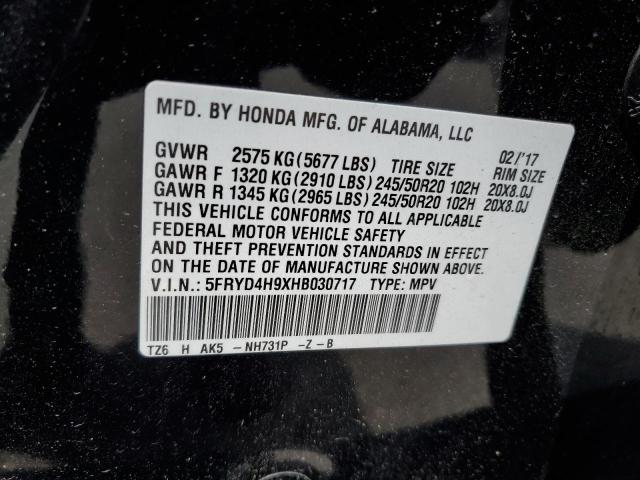 MFD. BY HONDA MFG. OF ALABAMA, LLC
02/'17
GVWR 2575 KG(5677 LBS) TIRE SIZE RIM SIZE
GAWR F 1320 KG(2910 LBS) 245/50R20 102H 20X8.0J
GAWR R 1345 KG(2965 LBS) 245/50R20 102H 20X8.0J
THIS VEHICLE CONFORMS TO ALL APPLICABLE
FEDERAL MOTOR VEHICLE SAFETY
AND THEFT PREVENTION STANDARDS IN EFFECT
ON THE DATE OF MANUFACTURE SHOWN ABOVE.
V.I.N.: 5FRYD4H9XHB030717 TYPE: MPV
TZ6 H AK5 -NH731P -Z -B